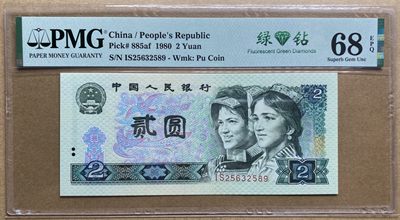 PMG
PAPER MONEY GUARANTY
China / People's Republic
Pick# 885af 1980 2 Yuan
S/N IS25632589 - Wmk: Pu Coin
绿钻
Fluorescent Green Diamonds
68 EPQ
Superb Gem Unc
中国人民银行
2
贰圆
2
2
IS25632589